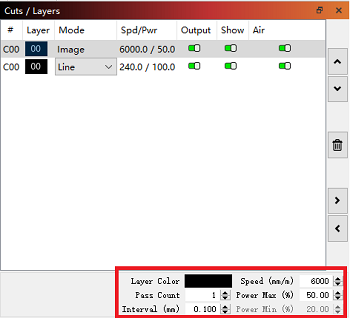 Cuts / Layers
# Layer Mode Spd/Pwr Output Show Air
C00 00 Image 6000.0 / 50.0
C00 00 Line 240.0 / 100.0
Layer Color Speed (mm/m) 6000
Pass Count 1 Power Max (%) 50.00
Interval (mm) 0.100 Power Min (%) 20.00